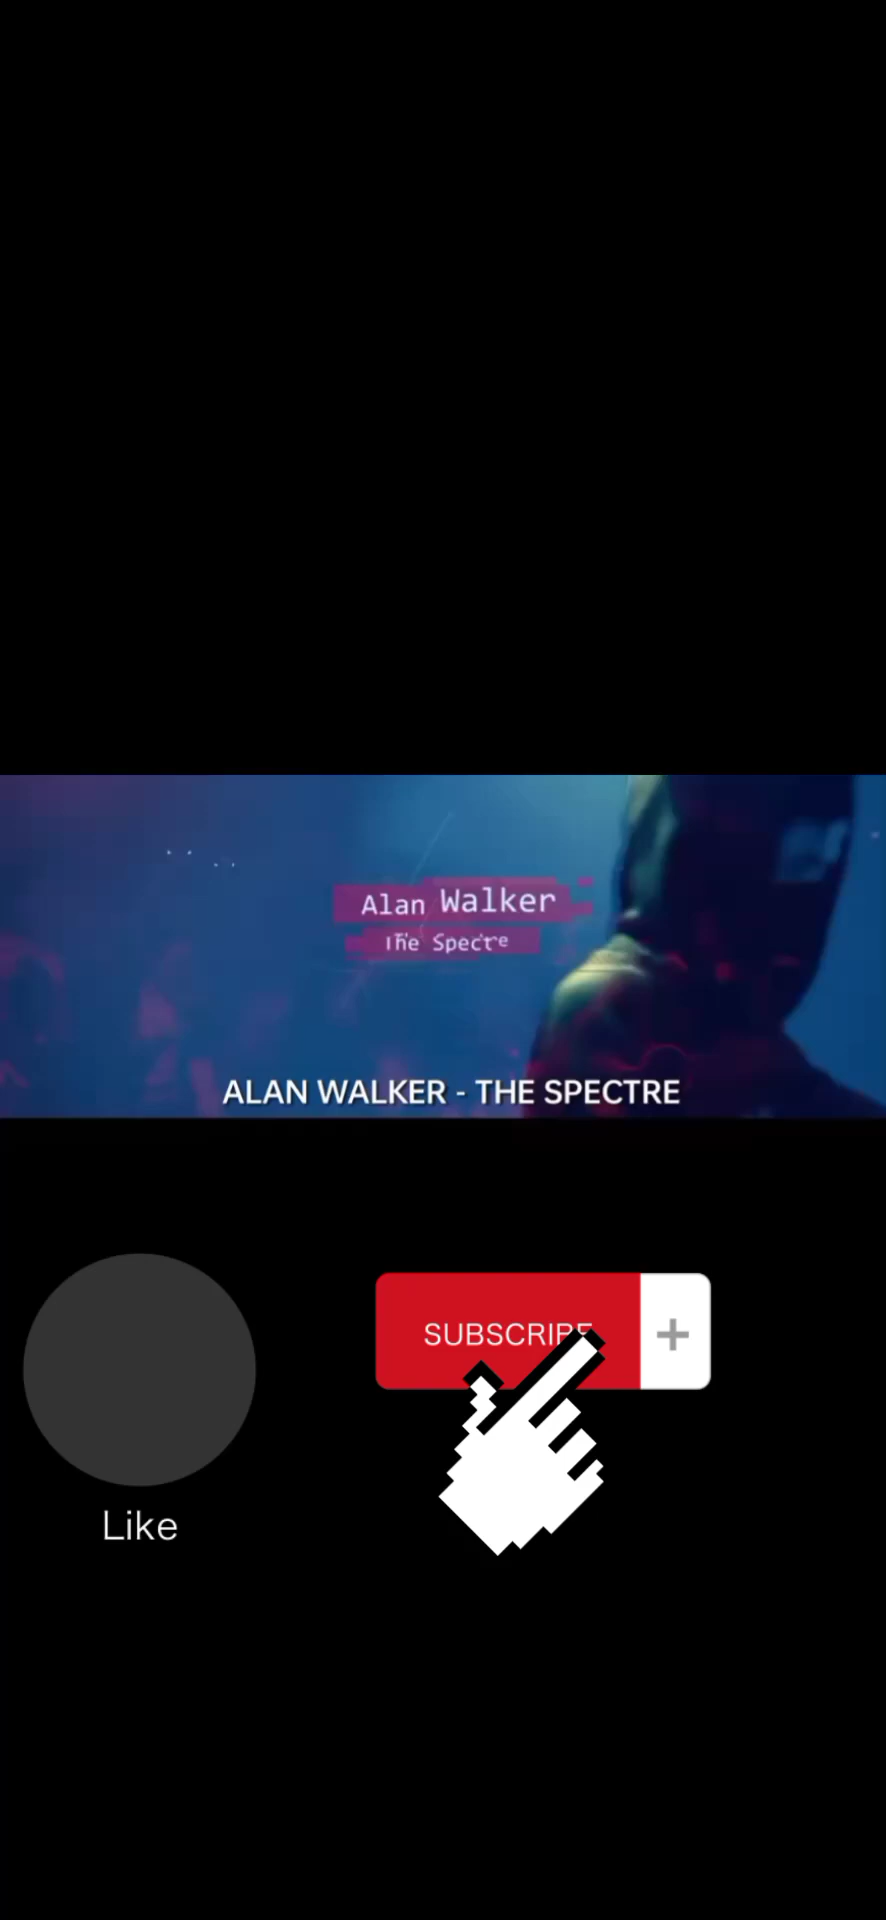 Alan Walker
The Spectre
ALAN WALKER - THE SPECTRE
SUBSCRIBE +
Like